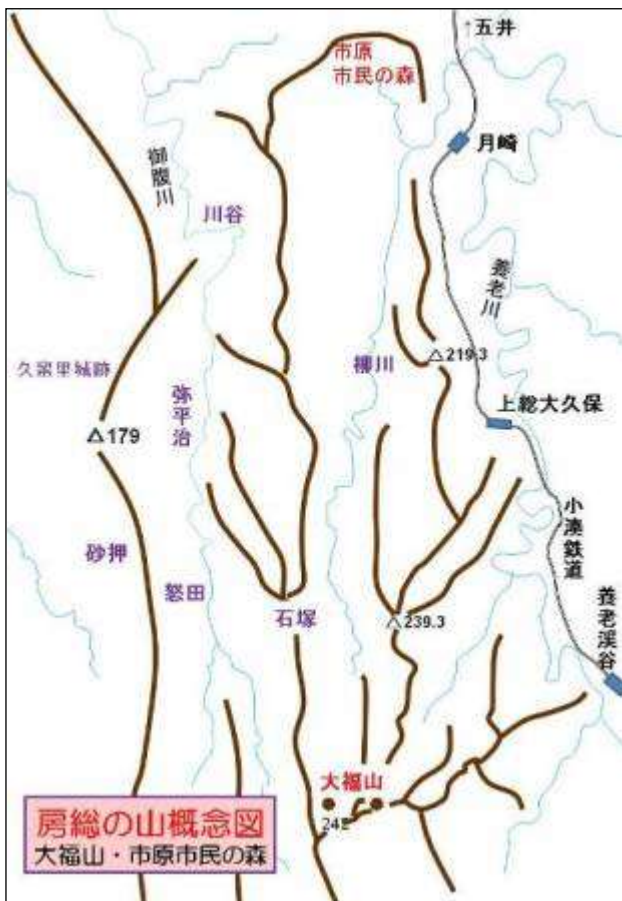 ↑五井
市原
市民の森
月崎
御腹川
川谷
養老川
久留里城跡
柳川
△219.3
弥平治
△179
上総大久保
小湊鉄道
砂押
怒田
石塚
△239.3
養老渓谷
大福山
房総の山概念図
大福山・市原市民の森